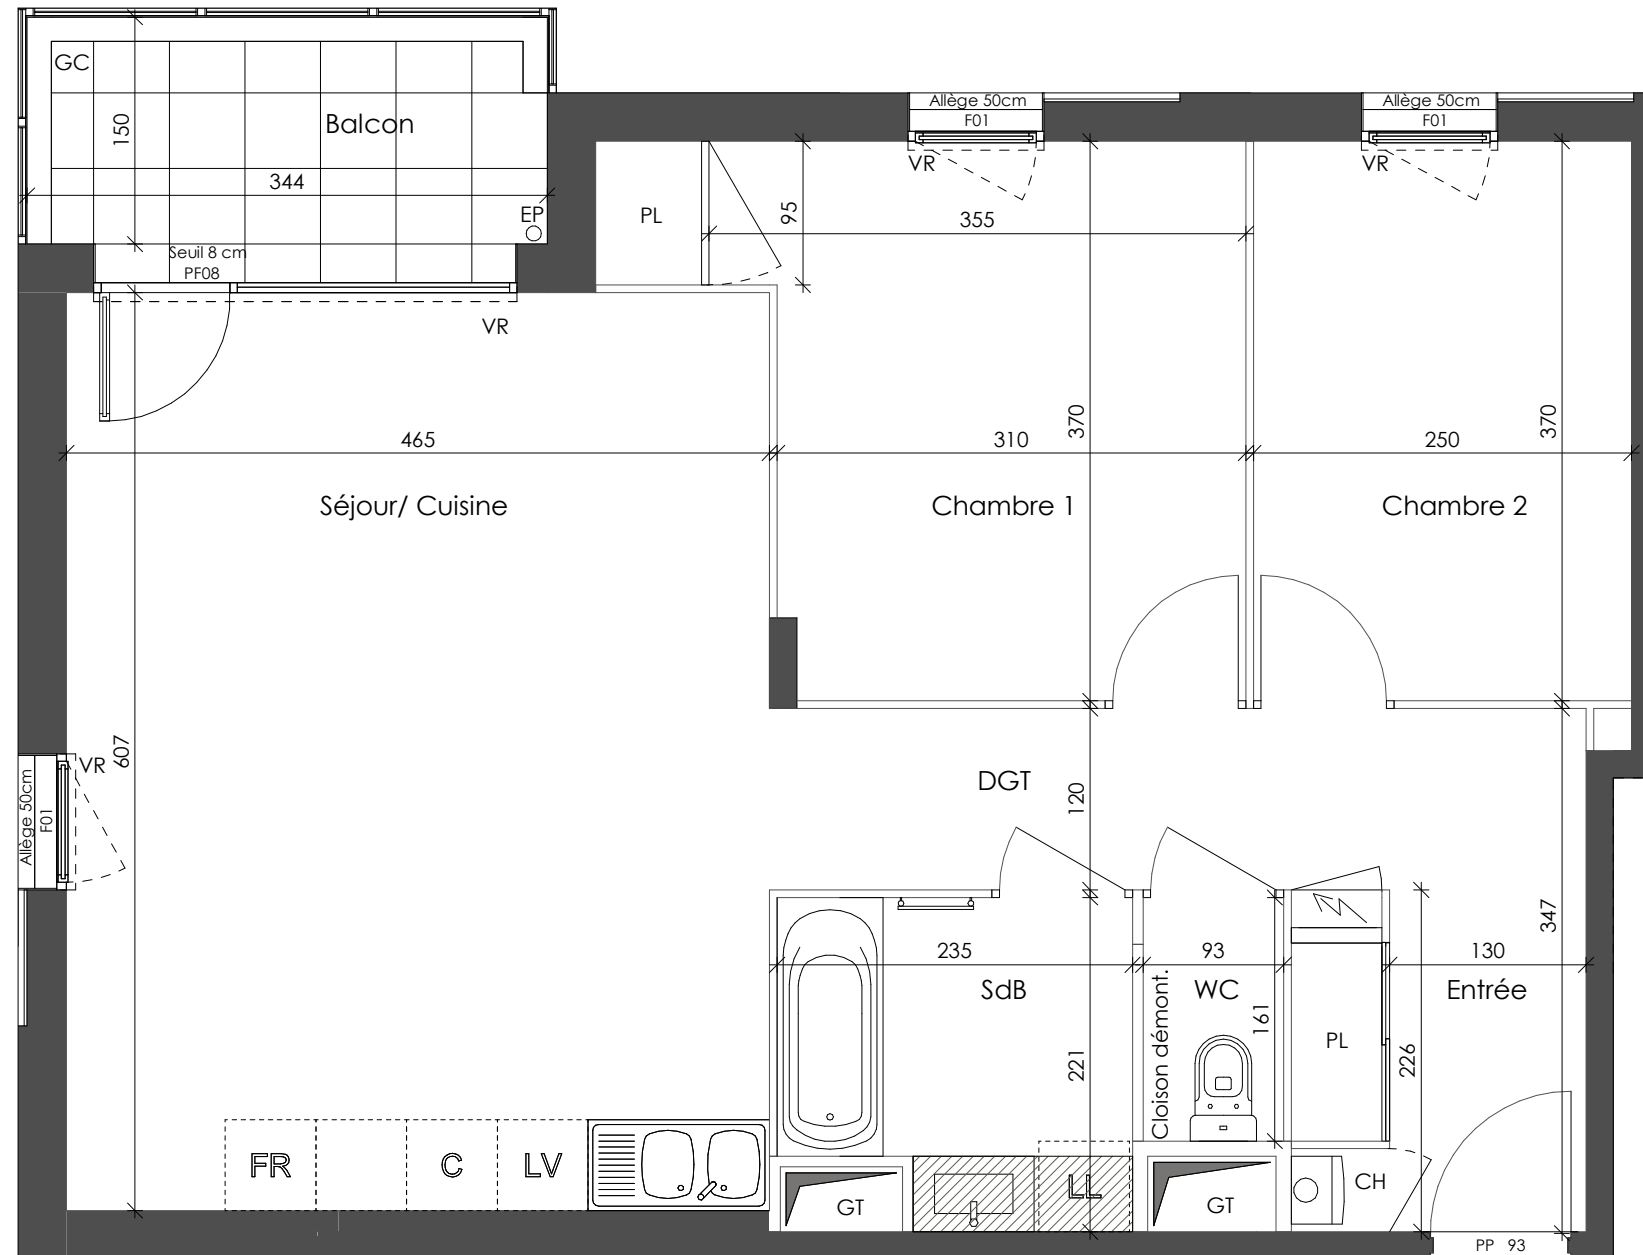 GC
Balcon
150
344
EP
Seuil 8 cm
PF08
VR
Allège 50cm
F01
VR
Allège 50cm
F01
VR
PL
95
355
370
370
465
310
250
Séjour/ Cuisine
Chambre 1
Chambre 2
607
VR
Allège 50cm
F01
DGT
120
347
235
93
130
SdB
WC
Entrée
Cloison démont.
161
221
PL
226
FR
C
LV
LL
GT
GT
CH
PP 93